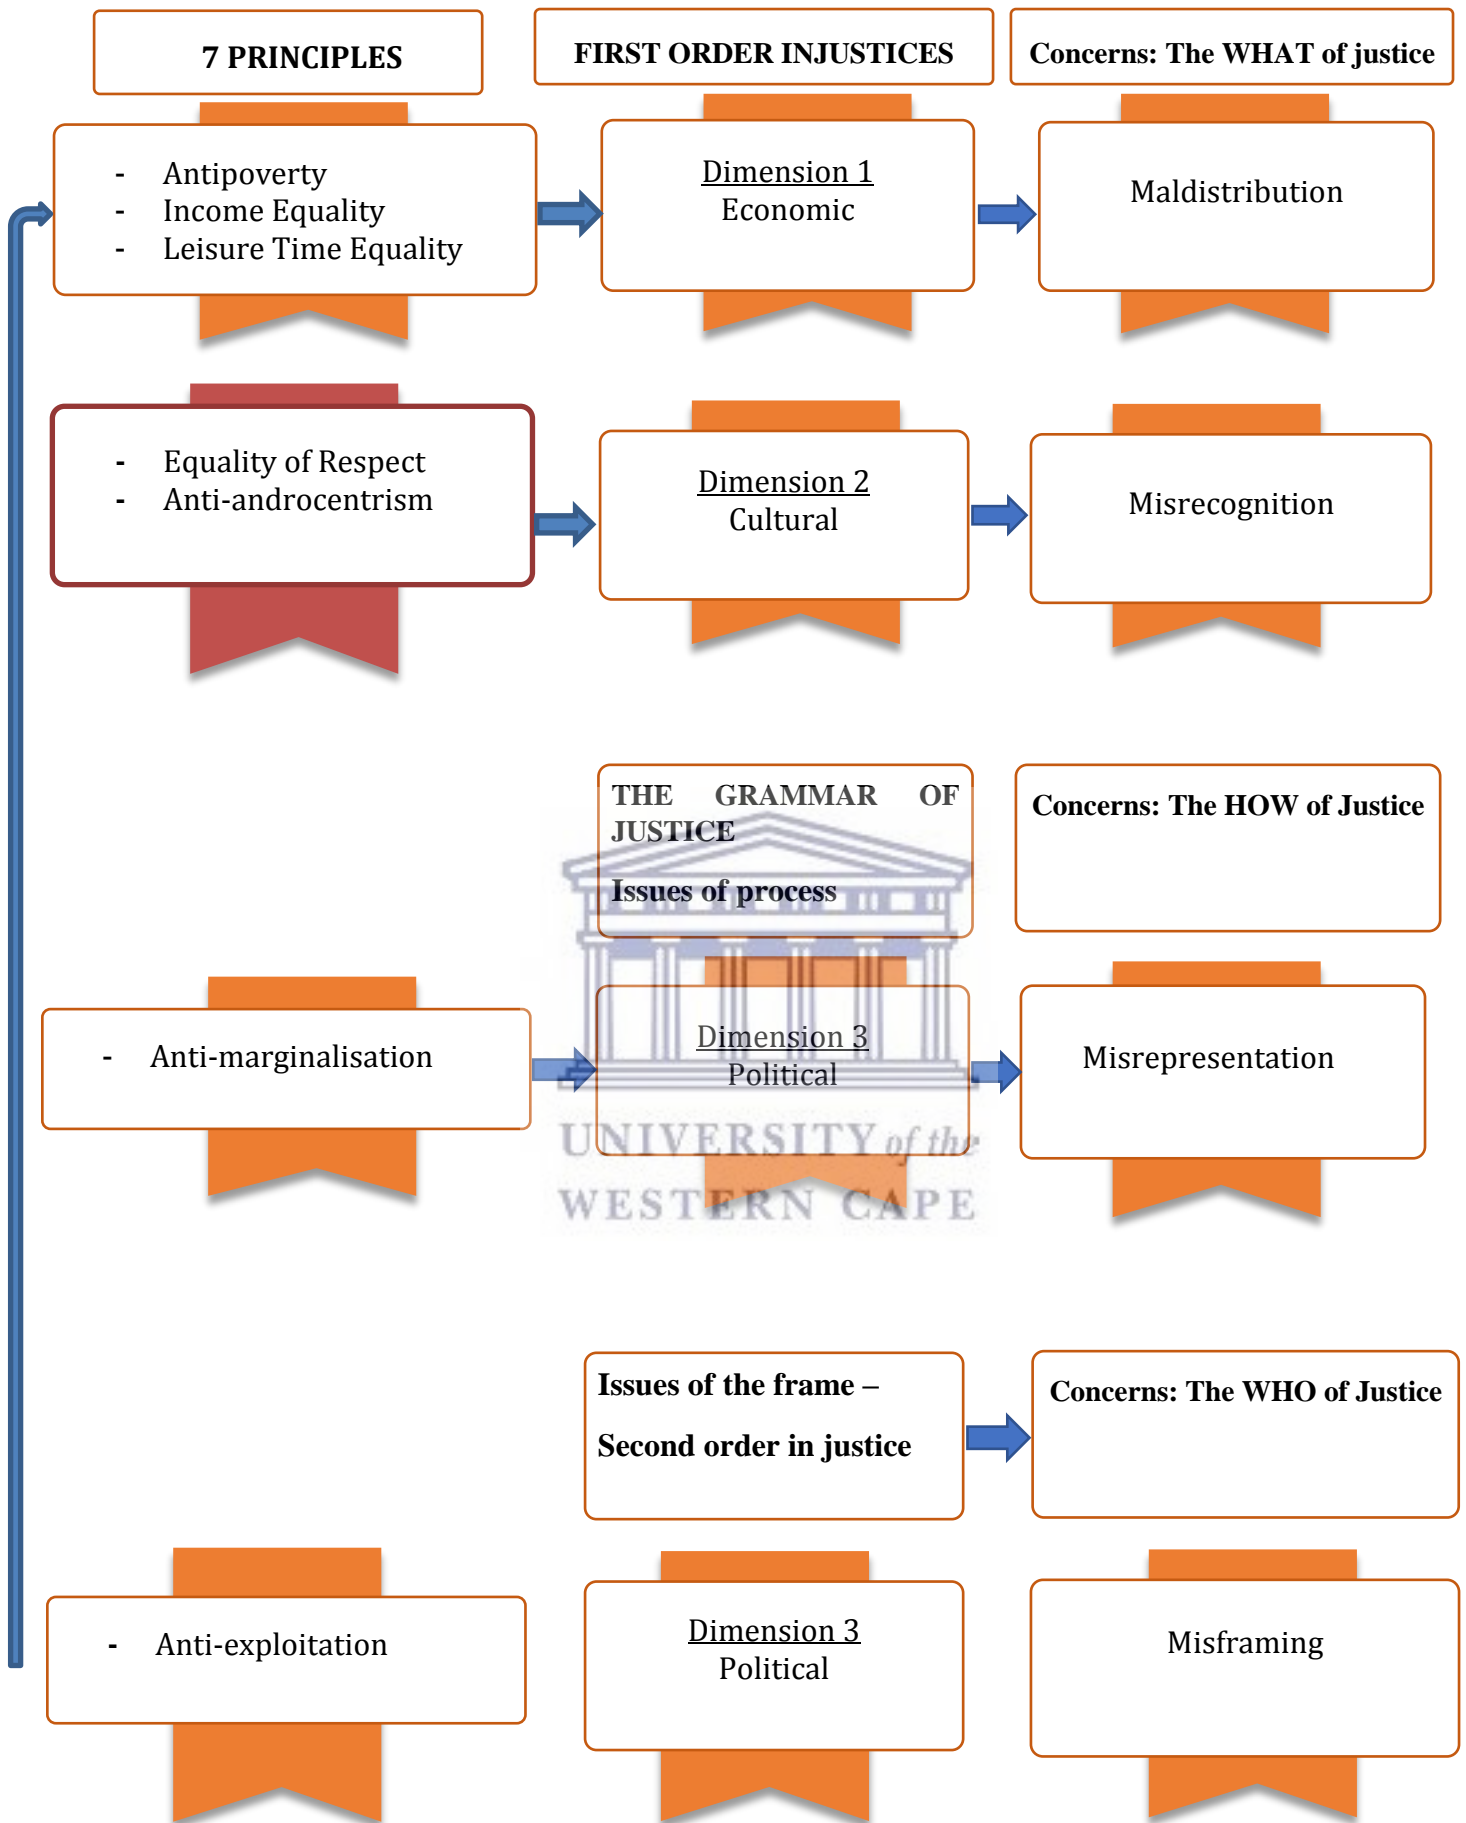 7 PRINCIPLES
FIRST ORDER INJUSTICES
Concerns: The WHAT of justice
- Antipoverty
- Income Equality
- Leisure Time Equality
Dimension 1
Economic
Maldistribution
- Equality of Respect
- Anti-androcentrism
Dimension 2
Cultural
Misrecognition
THE GRAMMAR OF
JUSTICE
Issues of process
Concerns: The HOW of Justice
- Anti-marginalisation
Dimension 3
Political
Misrepresentation
UNIVERSITY of the
WESTERN CAPE
Issues of the frame –
Second order in justice
Concerns: The WHO of Justice
- Anti-exploitation
Dimension 3
Political
Misframing